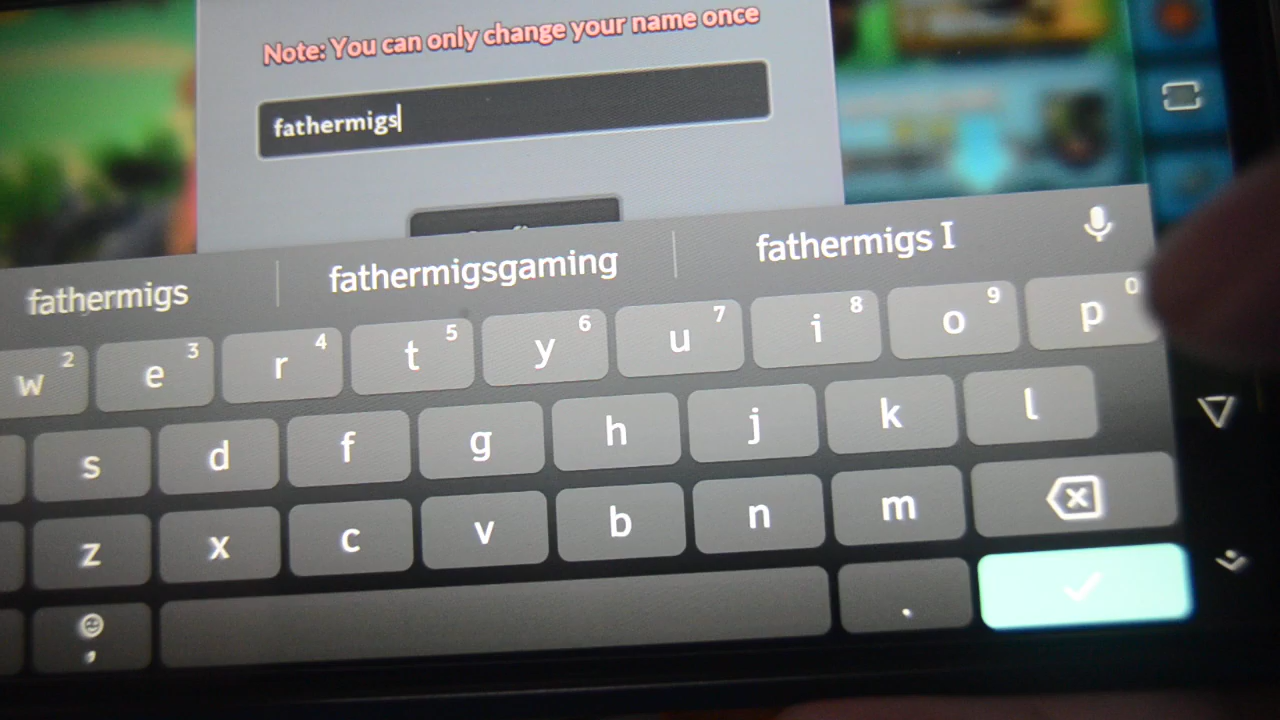 Note: You can only change your name once
fathermigs
fathermigs fathermigsgaming fathermigs I
w 2 e 3 r 4 t 5 y 6 u 7 i 8 o 9 p 0
s d f g h j k l
z x c v b n m
, .